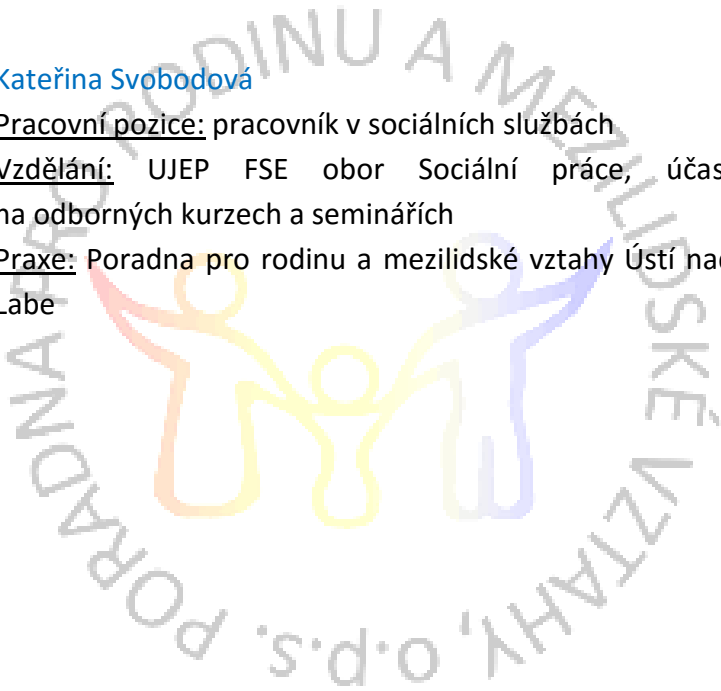 Kateřina Svobodová
Pracovní pozice: pracovník v sociálních službách
Vzdělání: UJEP FSE obor Sociální práce, účas
na odborných kurzech a seminářích
Praxe: Poradna pro rodinu a mezilidské vztahy Ústí nad
Labe
PORADNA PRO RODINU A MEZILIDSKÉ VZTAHY, o.p.s.